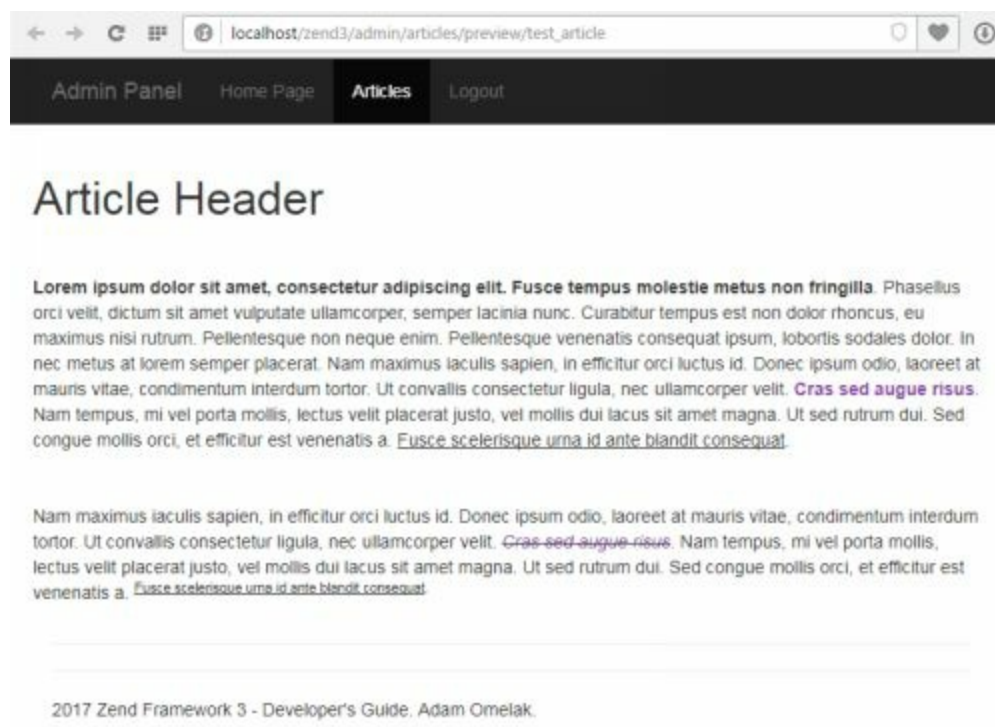 localhost/zend3/admin/articles/preview/test_article
Admin Panel Home Page Articles Logout
Article Header
Lorem ipsum dolor sit amet, consectetur adipiscing elit. Fusce tempus molestie metus non fringilla. Phasellus
orci velit, dictum sit amet vulputate ullamcorper, semper lacinia nunc. Curabitur tempus est non dolor rhoncus, eu
maximus nisi rutrum. Pellentesque non neque enim. Pellentesque venenatis consequat ipsum, lobortis sodales dolor. In
nec metus at lorem semper placerat. Nam maximus iaculis sapien, in efficitur orci luctus id. Donec ipsum odio, laoreet at
mauris vitae, condimentum interdum tortor. Ut convallis consectetur ligula, nec ullamcorper velit. Cras sed augue risus.
Nam tempus, mi vel porta mollis, lectus velit placerat justo, vel mollis dui lacus sit amet magna. Ut sed rutrum dui. Sed
congue mollis orci, et efficitur est venenatis a. Fusce scelerisque urna id ante blandit consequat.
Nam maximus iaculis sapien, in efficitur orci luctus id. Donec ipsum odio, laoreet at mauris vitae, condimentum interdum
tortor. Ut convallis consectetur ligula, nec ullamcorper velit. Cras sed augue risus. Nam tempus, mi vel porta mollis,
lectus velit placerat justo, vel mollis dui lacus sit amet magna. Ut sed rutrum dui. Sed congue mollis orci, et efficitur est
venenatis a. Fusce scelerisque urna id ante blandit consequat.
2017 Zend Framework 3 - Developer's Guide. Adam Omelak.